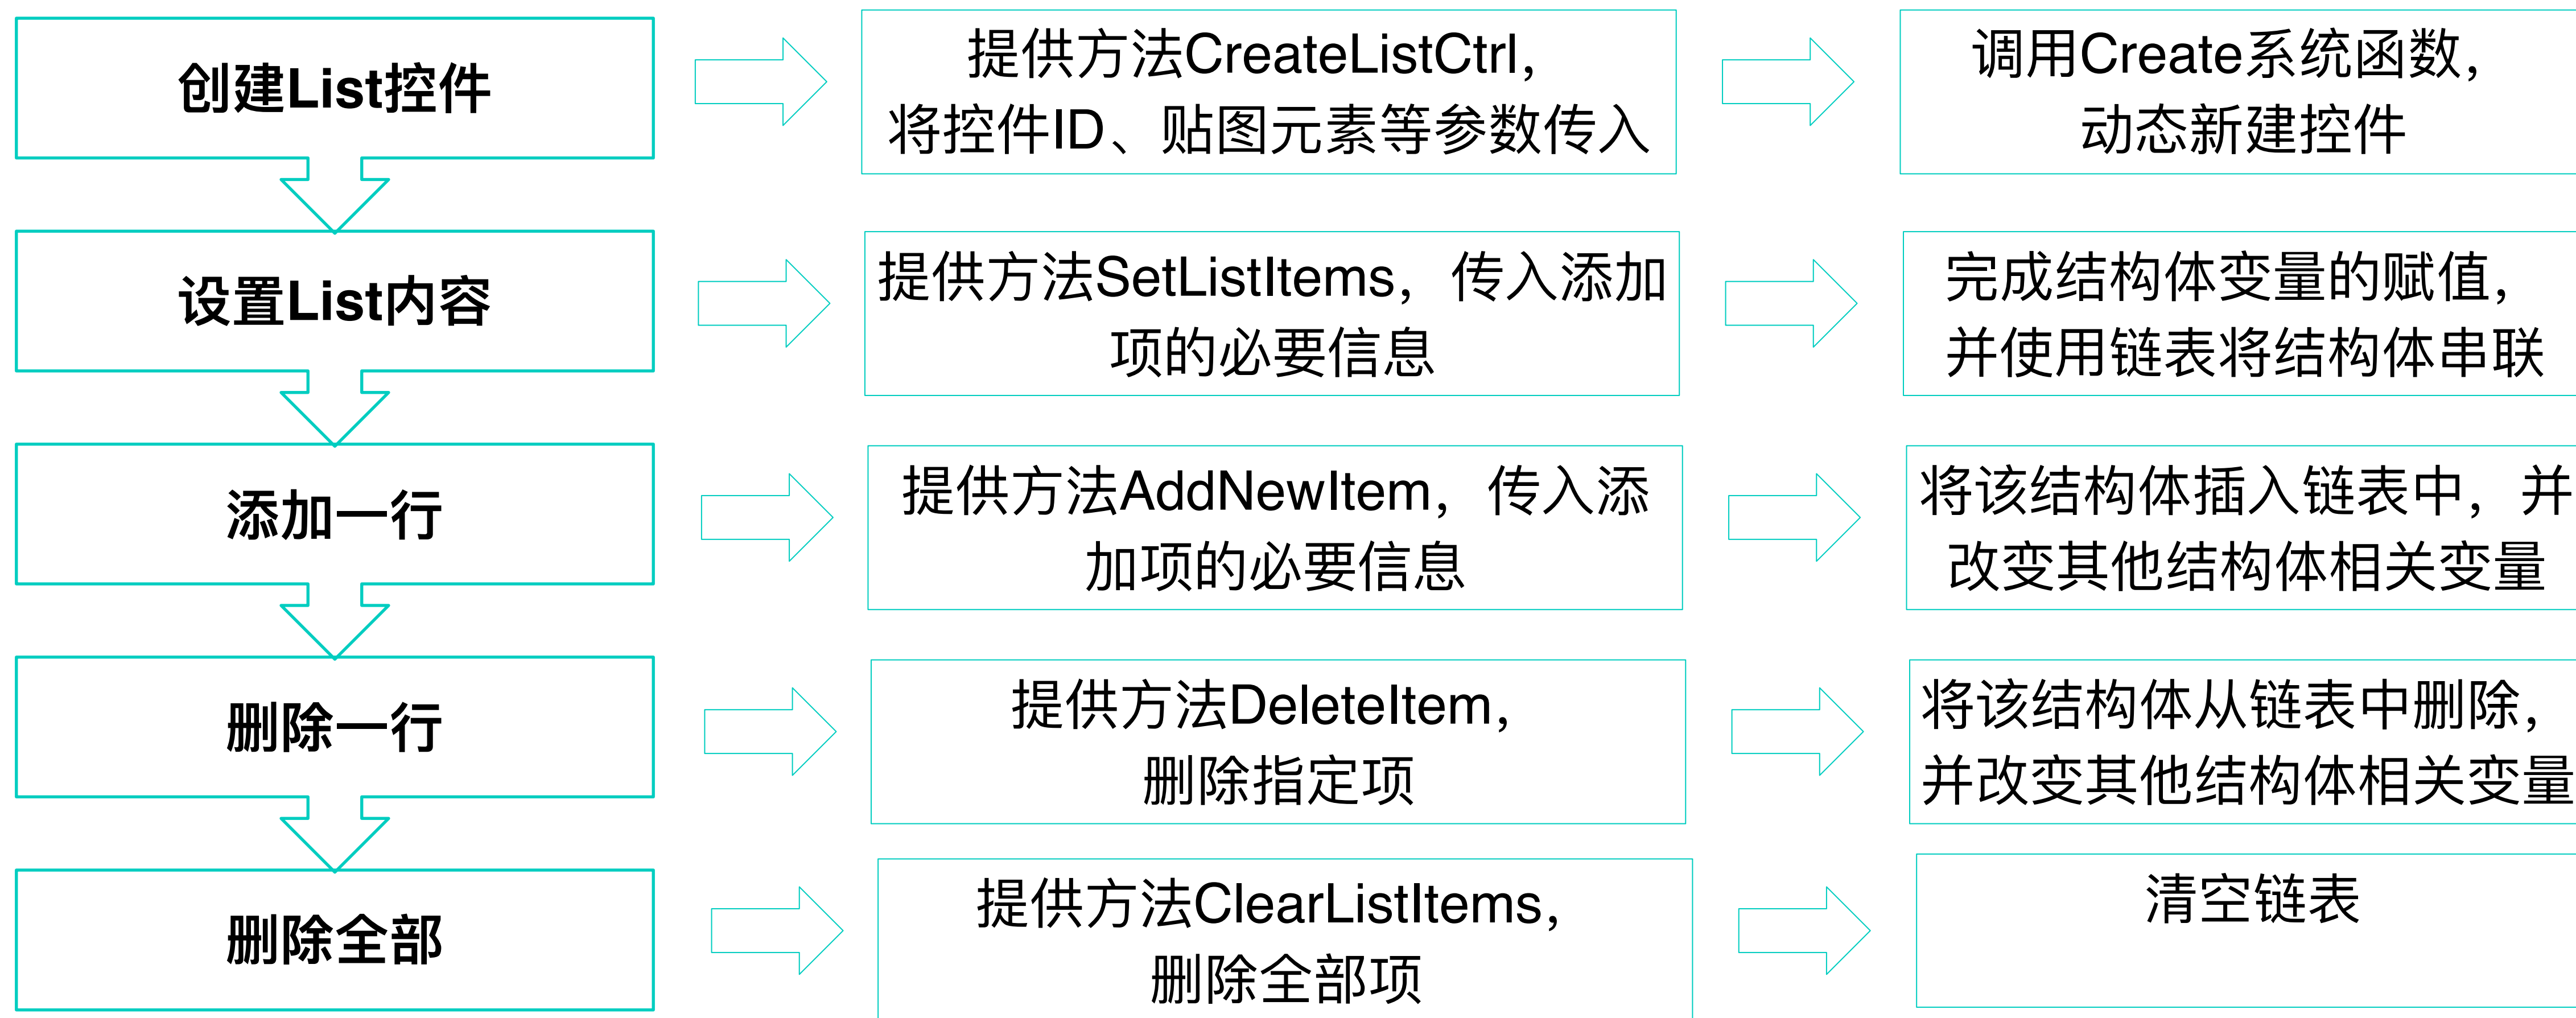 创建List控件
提供方法CreateListCtrl，
将控件ID、贴图元素等参数传入
调用Create系统函数，
动态新建控件
设置List内容
提供方法SetListItems，传入添加
项的必要信息
完成结构体变量的赋值，
并使用链表将结构体串联
添加一行
提供方法AddNewItem，传入添
加项的必要信息
将该结构体插入链表中，并
改变其他结构体相关变量
删除一行
提供方法DeleteItem，
删除指定项
将该结构体从链表中删除，
并改变其他结构体相关变量
删除全部
提供方法ClearListItems，
删除全部项
清空链表